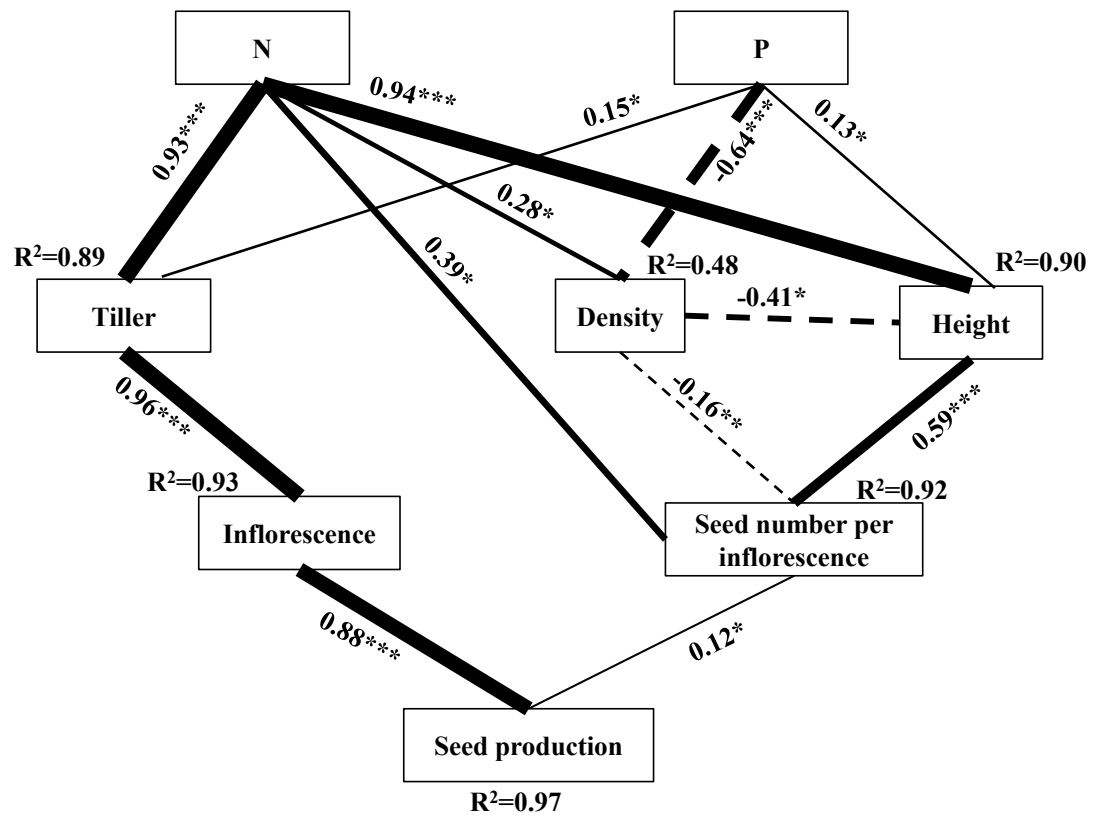 N
P
0.94***
0.93***
0.15*
-0.64***
0.13*
0.28*
0.39*
R²=0.89
R²=0.48
R²=0.90
Tiller
Density
-0.41*
Height
0.96***
-0.16**
0.59***
R²=0.93
R²=0.92
Inflorescence
Seed number per
inflorescence
0.88***
0.12*
Seed production
R²=0.97